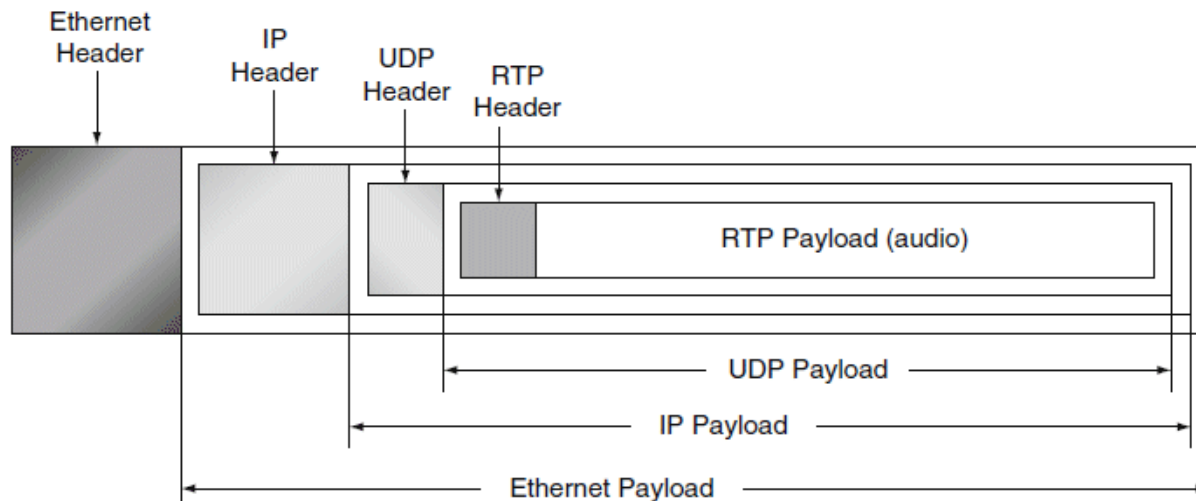 Ethernet
Header
IP
Header
UDP
Header
RTP
Header
RTP Payload (audio)
UDP Payload
IP Payload
Ethernet Payload